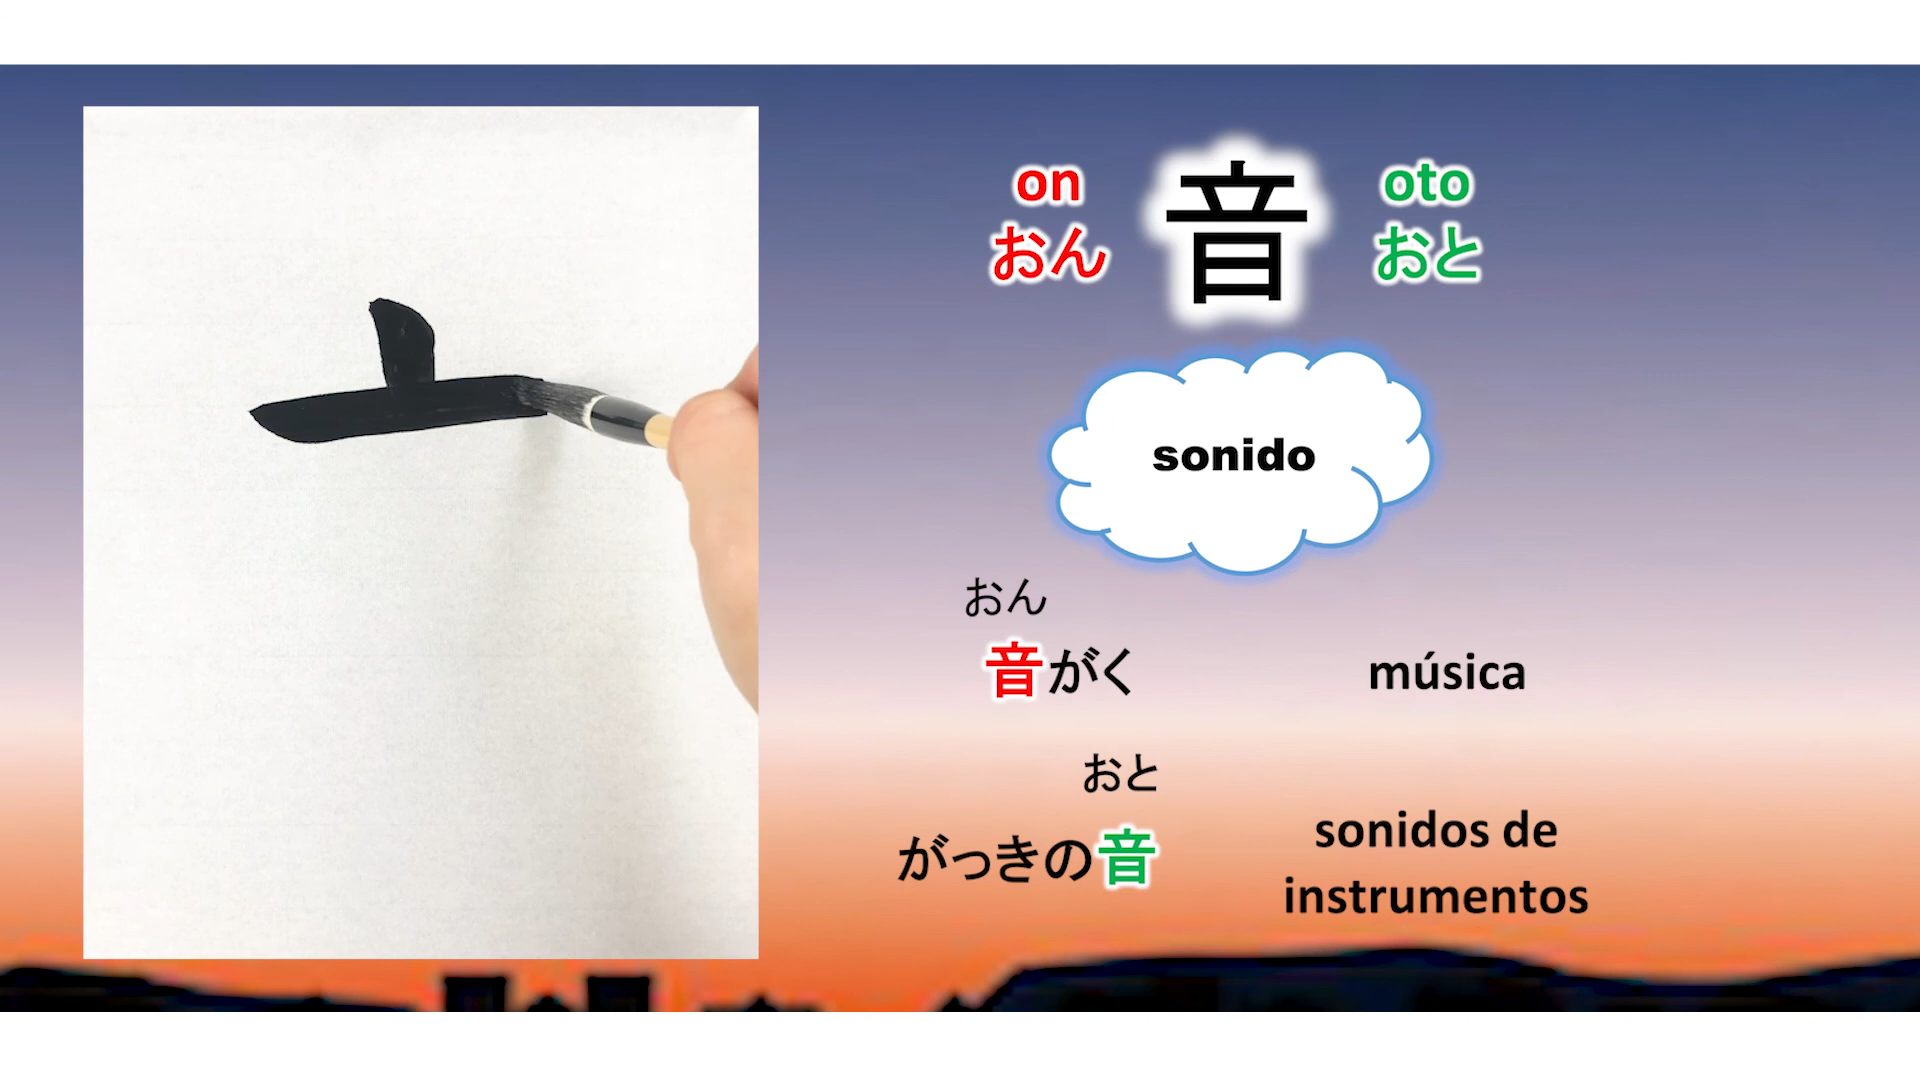 on
おん
音
oto
おと
sonido
おん
音がく
música
おと
がっきの音
sonidos de
instrumentos